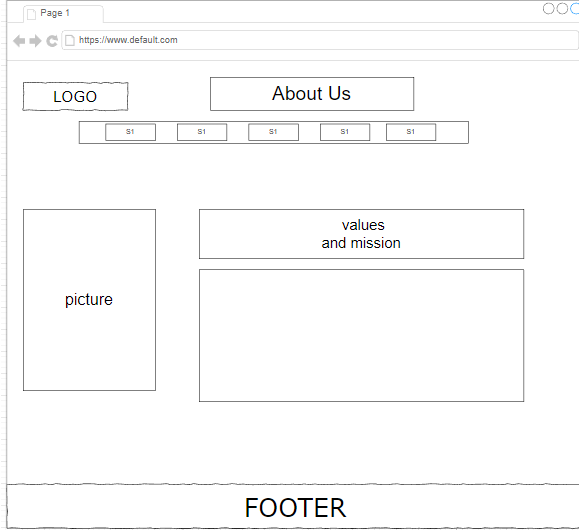 Page 1
https://www.default.com
LOGO
About Us
S1 S1 S1 S1 S1
values
and mission
picture
FOOTER